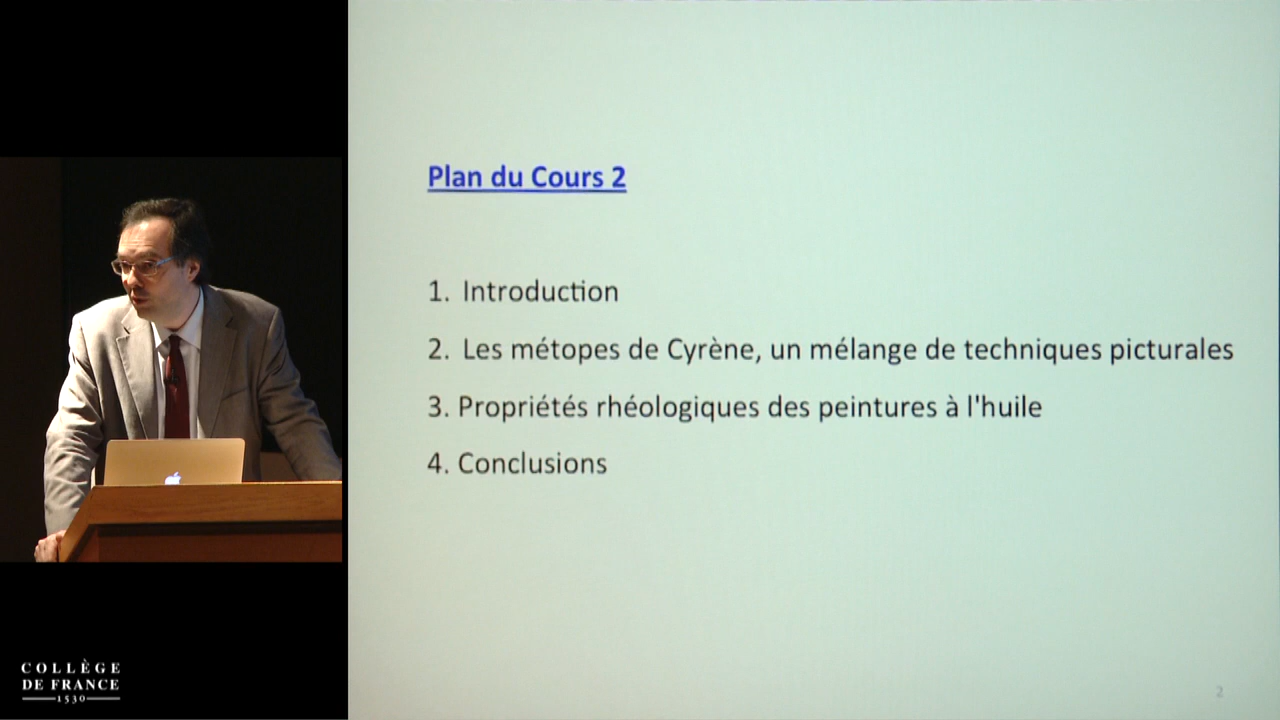 Plan du Cours 2
1. Introduction
2. Les métopes de Cyrène, un mélange de techniques picturales
3. Propriétés rhéologiques des peintures à l'huile
4. Conclusions
2
COLLÈGE
DE FRANCE
1530